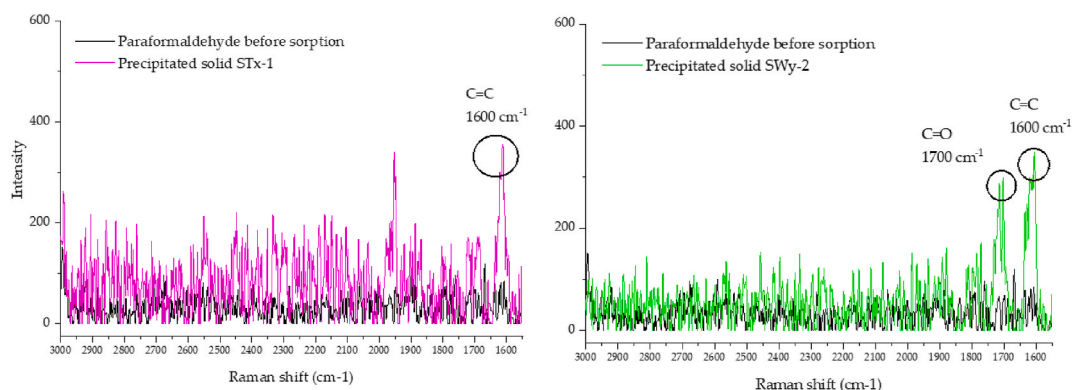 600
Paraformaldehyde before sorption
Precipitated solid STx-1
C=C
1600 cm-1
400
Intensity
200
0
3000 2900 2800 2700 2600 2500 2400 2300 2200 2100 2000 1900 1800 1700 1600
Raman shift (cm-1)
600
Paraformaldehyde before sorption
Precipitated solid SWy-2
C=C
1600 cm-1
C=O
1700 cm-1
400
200
0
3000 2900 2800 2700 2600 2500 2400 2300 2200 2100 2000 1900 1800 1700 1600
Raman shift (cm-1)